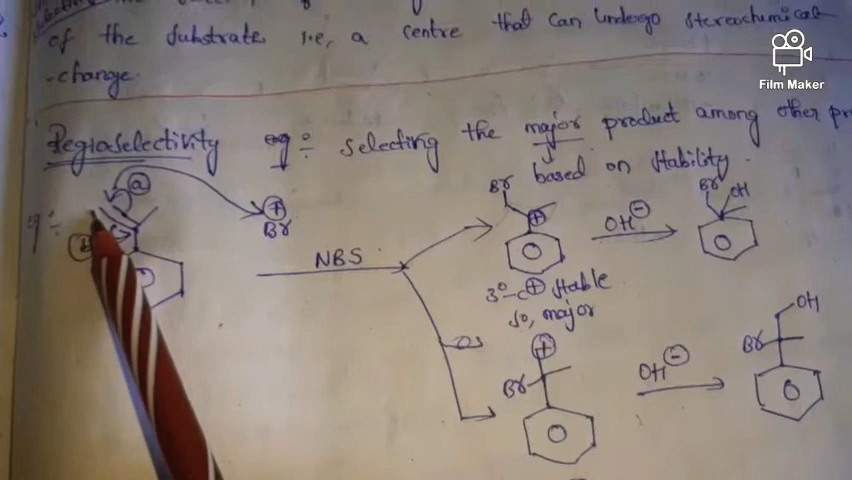 of the substrate i.e, a centre that can undergo stereochemical
-change.
Film Maker
Regioselectivity eg:- selecting the major product among other
based on stability.
(a)
(+)
Br
Br
(+)
OH(-)
Br
OH
NBS
3°-C(+) stable
so, major
(+)
Br
OH(-)
Br
OH